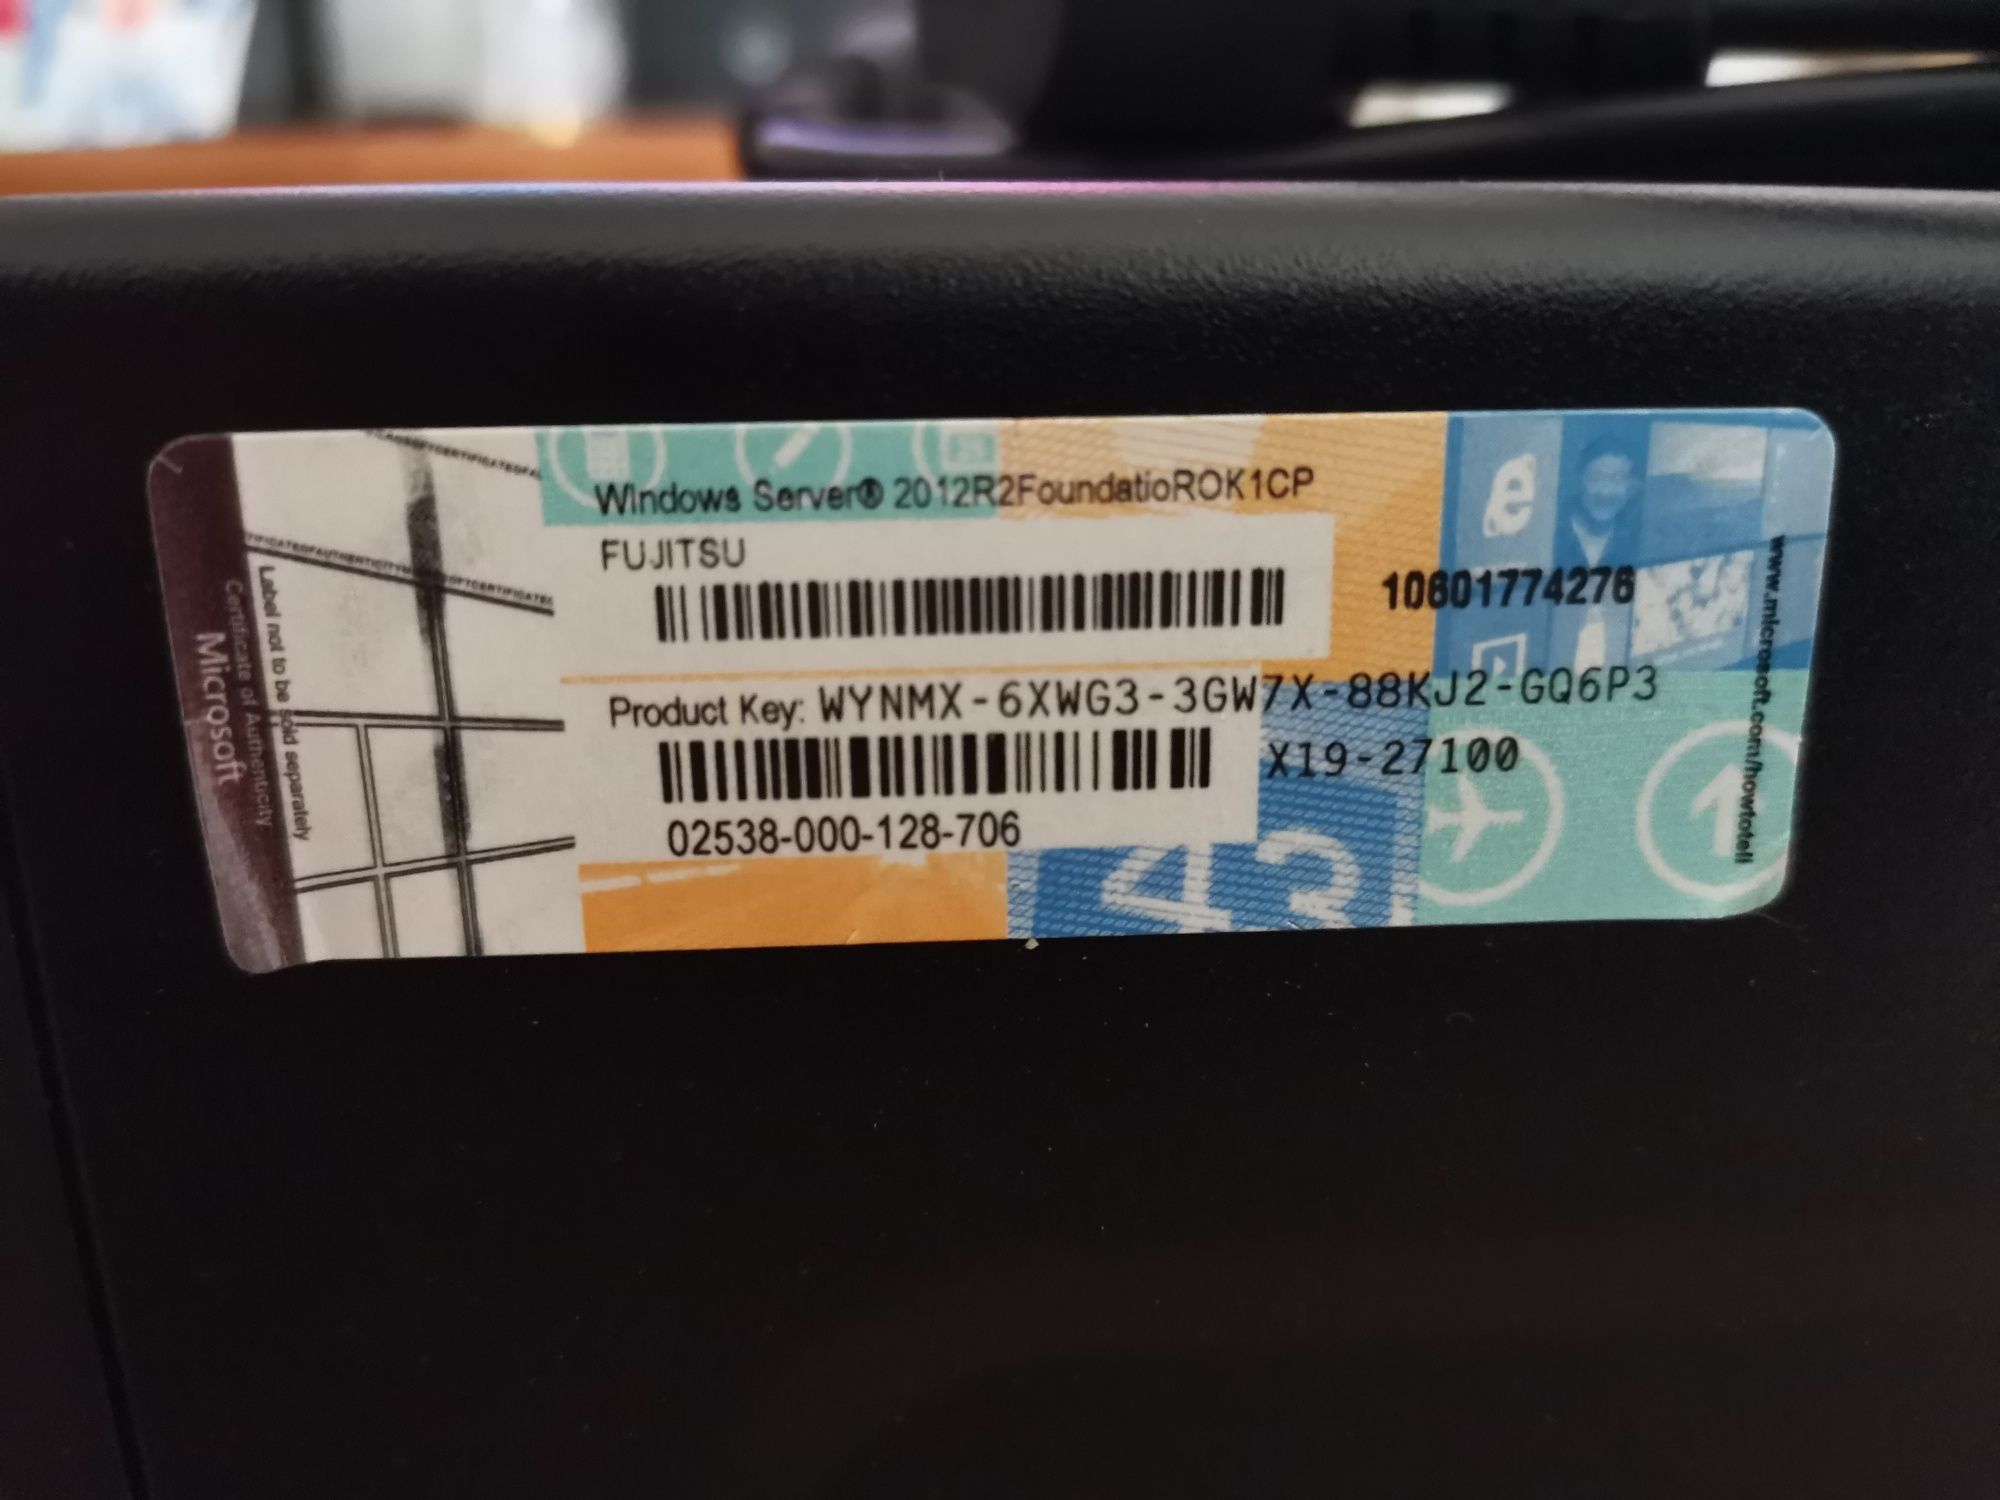 Windows Server® 2012R2FoundatioROK1CP
FUJITSU
10601774276
Product Key: WYNMX-6XWG3-3GW7X-88KJ2-GQ6P3
X19-27100
02538-000-128-706
43
Label not to be sold separately
Certificate of Authenticity
Microsoft
www.microsoft.com/howtotell